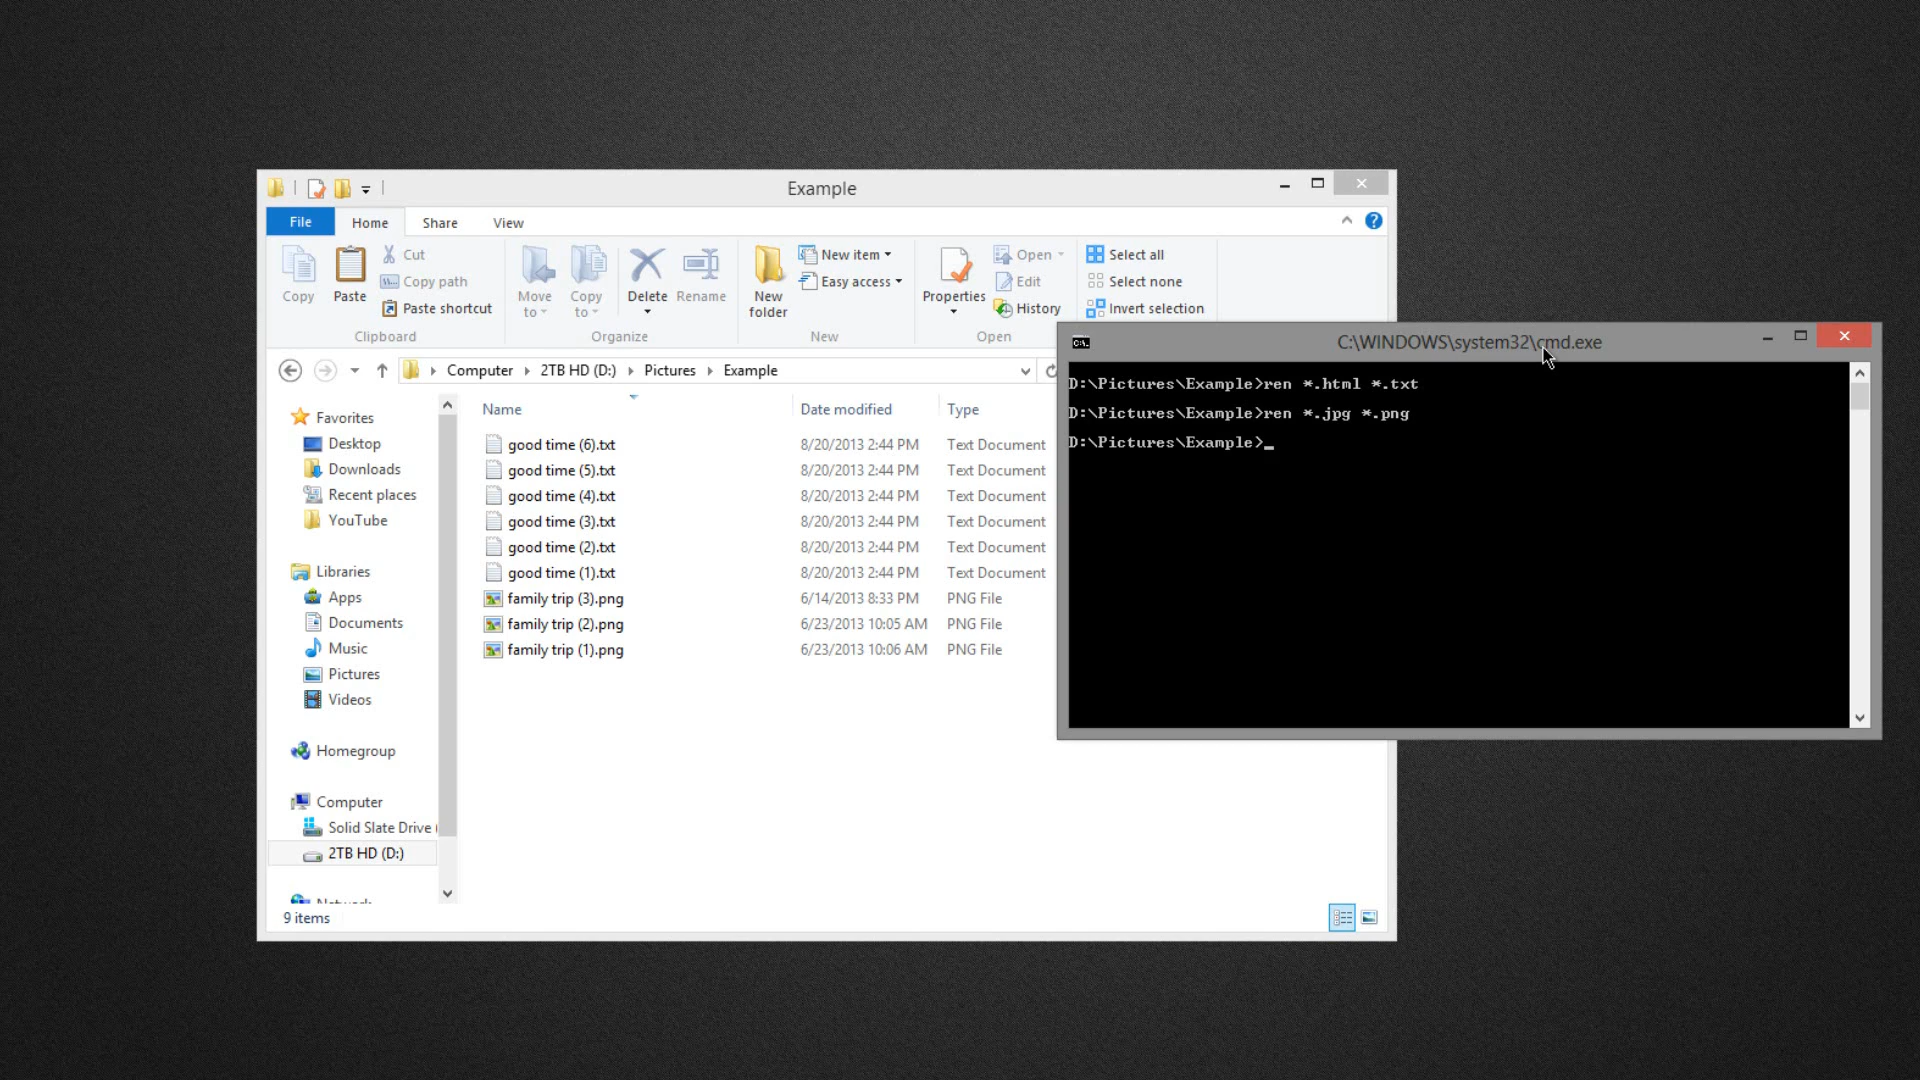 Example
File Home Share View
Copy
Paste
Cut
Copy path
Paste shortcut
Clipboard
Move to
Copy to
Delete
Rename
Organize
New folder
New item
Easy access
New
Properties
Open
Edit
History
Open
Select all
Select none
Invert selection
Computer 2TB HD (D:) Pictures Example
Favorites
Desktop
Downloads
Recent places
YouTube
Libraries
Apps
Documents
Music
Pictures
Videos
Homegroup
Computer
Solid Slate Drive (
2TB HD (D:)
Network
Name Date modified Type
good time (6).txt 8/20/2013 2:44 PM Text Document
good time (5).txt 8/20/2013 2:44 PM Text Document
good time (4).txt 8/20/2013 2:44 PM Text Document
good time (3).txt 8/20/2013 2:44 PM Text Document
good time (2).txt 8/20/2013 2:44 PM Text Document
good time (1).txt 8/20/2013 2:44 PM Text Document
family trip (3).png 6/14/2013 8:33 PM PNG File
family trip (2).png 6/23/2013 10:05 AM PNG File
family trip (1).png 6/23/2013 10:06 AM PNG File
9 items
C:\WINDOWS\system32\cmd.exe
D:\Pictures\Example>ren *.html *.txt
D:\Pictures\Example>ren *.jpg *.png
D:\Pictures\Example>_